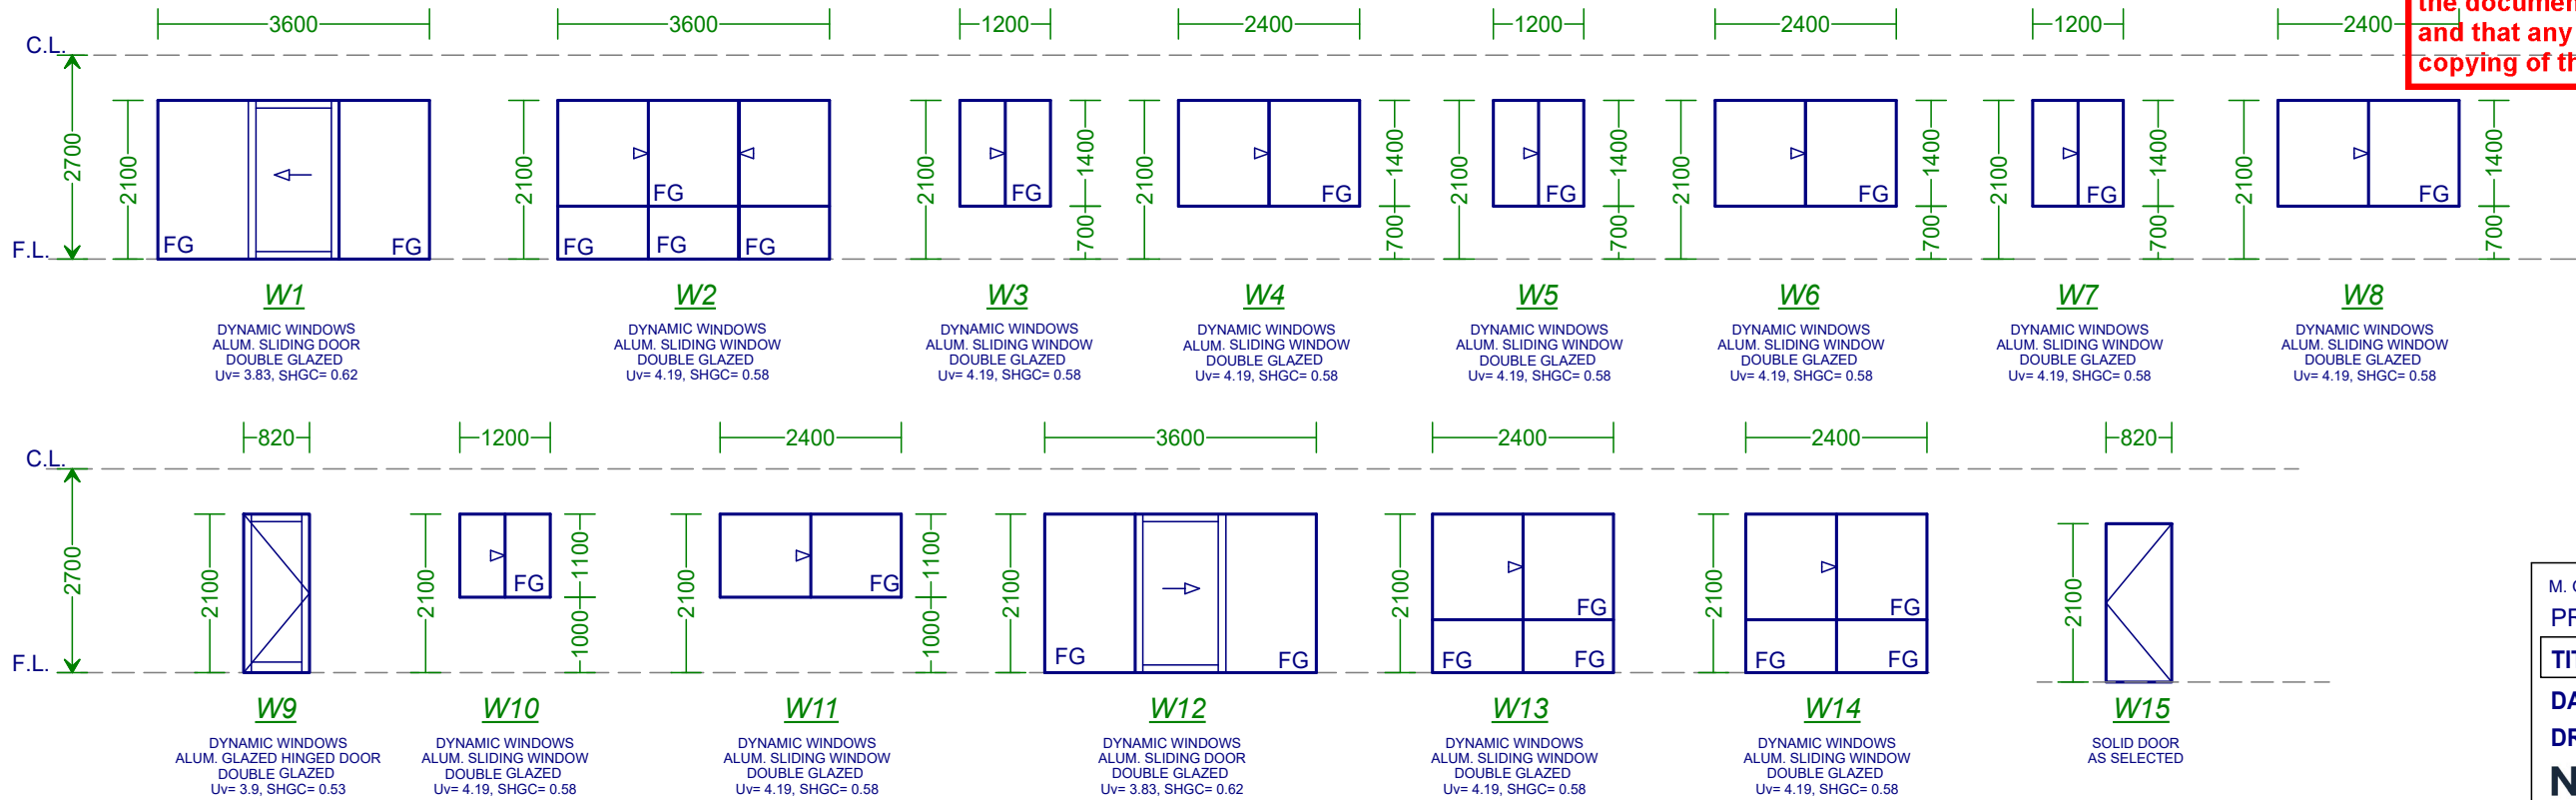 3600 3600 1200 2400 1200 2400 1200 2400
the documen
and that any
copying of th
C.L.
2700
2100 2100 2100 1400 2100 1400 2100 1400 2100 1400 2100 1400 2100 1400
700 700 700 700 700 700
FG FG FG FG FG FG FG FG FG FG FG FG
F.L.
W1 W2 W3 W4 W5 W6 W7 W8
DYNAMIC WINDOWS
ALUM. SLIDING DOOR
DOUBLE GLAZED
Uv= 3.83, SHGC= 0.62
DYNAMIC WINDOWS
ALUM. SLIDING WINDOW
DOUBLE GLAZED
Uv= 4.19, SHGC= 0.58
DYNAMIC WINDOWS
ALUM. SLIDING WINDOW
DOUBLE GLAZED
Uv= 4.19, SHGC= 0.58
DYNAMIC WINDOWS
ALUM. SLIDING WINDOW
DOUBLE GLAZED
Uv= 4.19, SHGC= 0.58
DYNAMIC WINDOWS
ALUM. SLIDING WINDOW
DOUBLE GLAZED
Uv= 4.19, SHGC= 0.58
DYNAMIC WINDOWS
ALUM. SLIDING WINDOW
DOUBLE GLAZED
Uv= 4.19, SHGC= 0.58
DYNAMIC WINDOWS
ALUM. SLIDING WINDOW
DOUBLE GLAZED
Uv= 4.19, SHGC= 0.58
DYNAMIC WINDOWS
ALUM. SLIDING WINDOW
DOUBLE GLAZED
Uv= 4.19, SHGC= 0.58
820 1200 2400 3600 2400 2400 820
C.L.
2700
2100 2100 1100 2100 1100 2100 2100 2100 2100
1000 1000
FG FG FG FG FG FG FG FG FG FG
F.L.
W9 W10 W11 W12 W13 W14 W15
DYNAMIC WINDOWS
ALUM. GLAZED HINGED DOOR
DOUBLE GLAZED
Uv= 3.9, SHGC= 0.53
DYNAMIC WINDOWS
ALUM. SLIDING WINDOW
DOUBLE GLAZED
Uv= 4.19, SHGC= 0.58
DYNAMIC WINDOWS
ALUM. SLIDING WINDOW
DOUBLE GLAZED
Uv= 4.19, SHGC= 0.58
DYNAMIC WINDOWS
ALUM. SLIDING DOOR
DOUBLE GLAZED
Uv= 3.83, SHGC= 0.62
DYNAMIC WINDOWS
ALUM. SLIDING WINDOW
DOUBLE GLAZED
Uv= 4.19, SHGC= 0.58
DYNAMIC WINDOWS
ALUM. SLIDING WINDOW
DOUBLE GLAZED
Uv= 4.19, SHGC= 0.58
SOLID DOOR
AS SELECTED
M.
PR
TIT
DA
DR
N